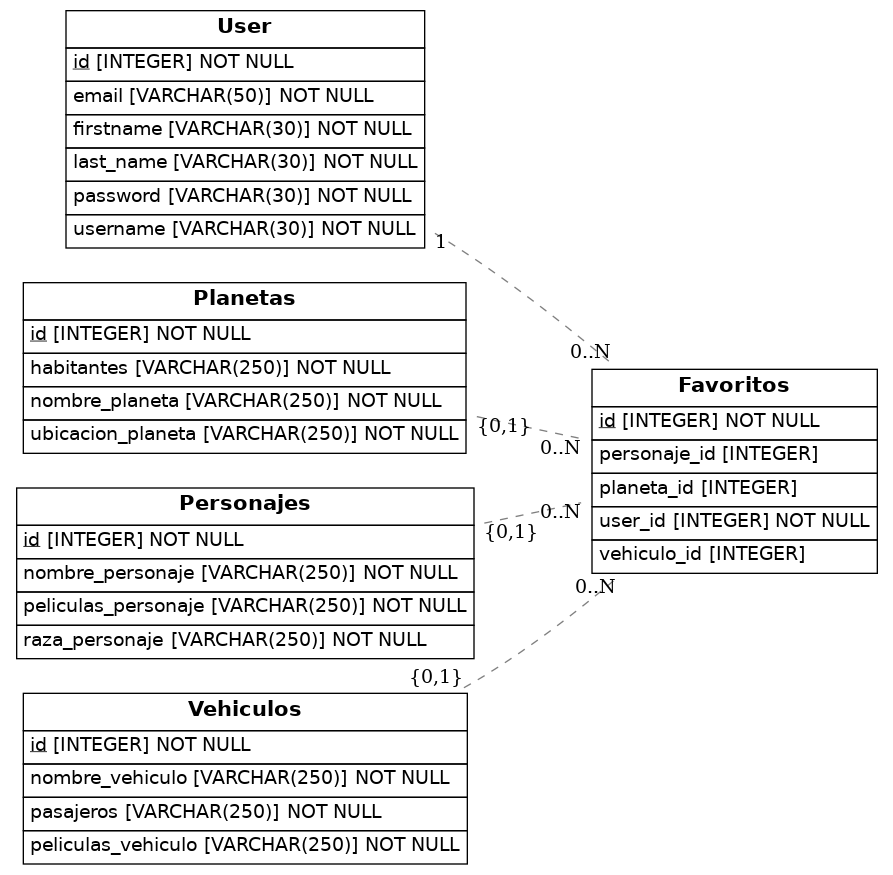 User
id [INTEGER] NOT NULL
email [VARCHAR(50)] NOT NULL
firstname [VARCHAR(30)] NOT NULL
last_name [VARCHAR(30)] NOT NULL
password [VARCHAR(30)] NOT NULL
username [VARCHAR(30)] NOT NULL
1
0..N
Planetas
id [INTEGER] NOT NULL
habitantes [VARCHAR(250)] NOT NULL
nombre_planeta [VARCHAR(250)] NOT NULL
ubicacion_planeta [VARCHAR(250)] NOT NULL
{0,1}
0..N
Personajes
id [INTEGER] NOT NULL
nombre_personaje [VARCHAR(250)] NOT NULL
peliculas_personaje [VARCHAR(250)] NOT NULL
raza_personaje [VARCHAR(250)] NOT NULL
{0,1}
0..N
Vehiculos
id [INTEGER] NOT NULL
nombre_vehiculo [VARCHAR(250)] NOT NULL
pasajeros [VARCHAR(250)] NOT NULL
peliculas_vehiculo [VARCHAR(250)] NOT NULL
{0,1}
0..N
Favoritos
id [INTEGER] NOT NULL
personaje_id [INTEGER]
planeta_id [INTEGER]
user_id [INTEGER] NOT NULL
vehiculo_id [INTEGER]